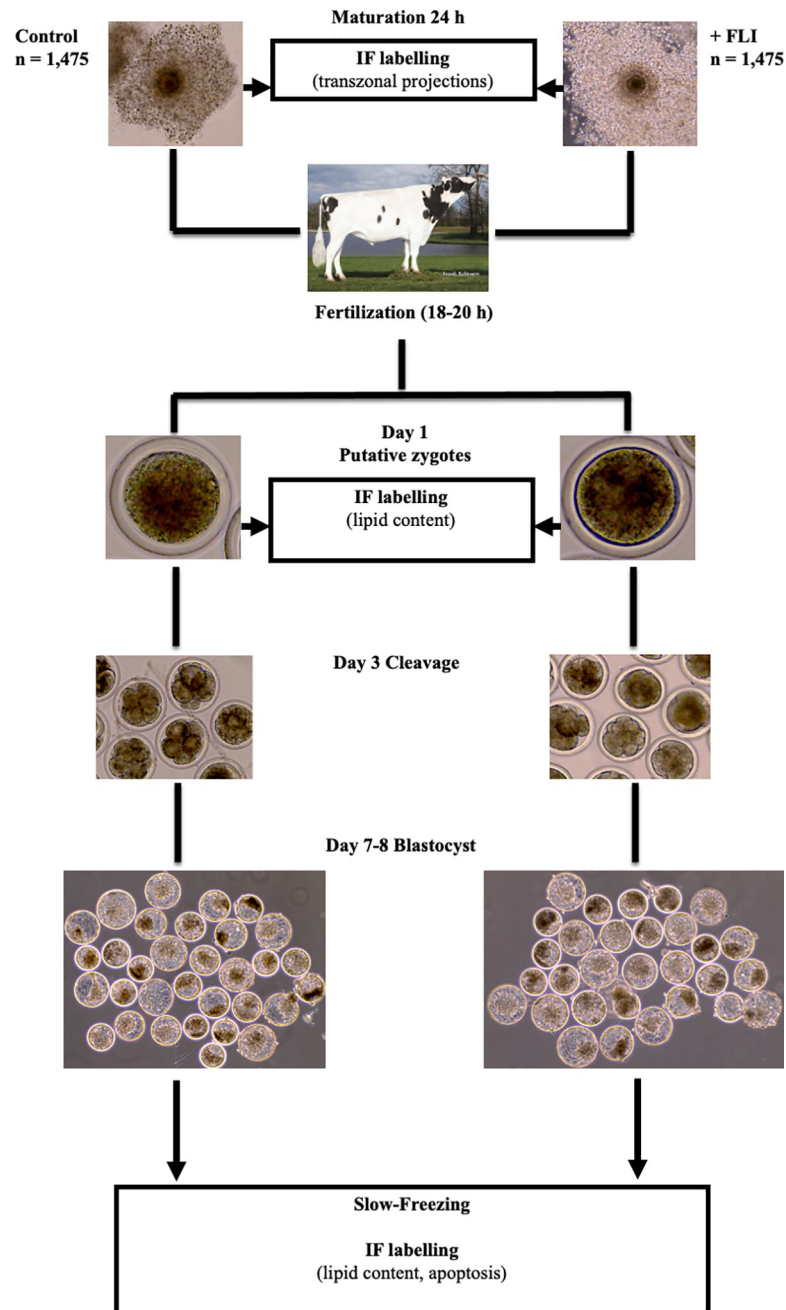 Control
n = 1,475
Maturation 24 h
+ FLI
n = 1,475
IF labelling
(transzonal projections)
Fertilization (18-20 h)
Day 1
Putative zygotes
IF labelling
(lipid content)
Day 3 Cleavage
Day 7-8 Blastocyst
Slow-Freezing
IF labelling
(lipid content, apoptosis)